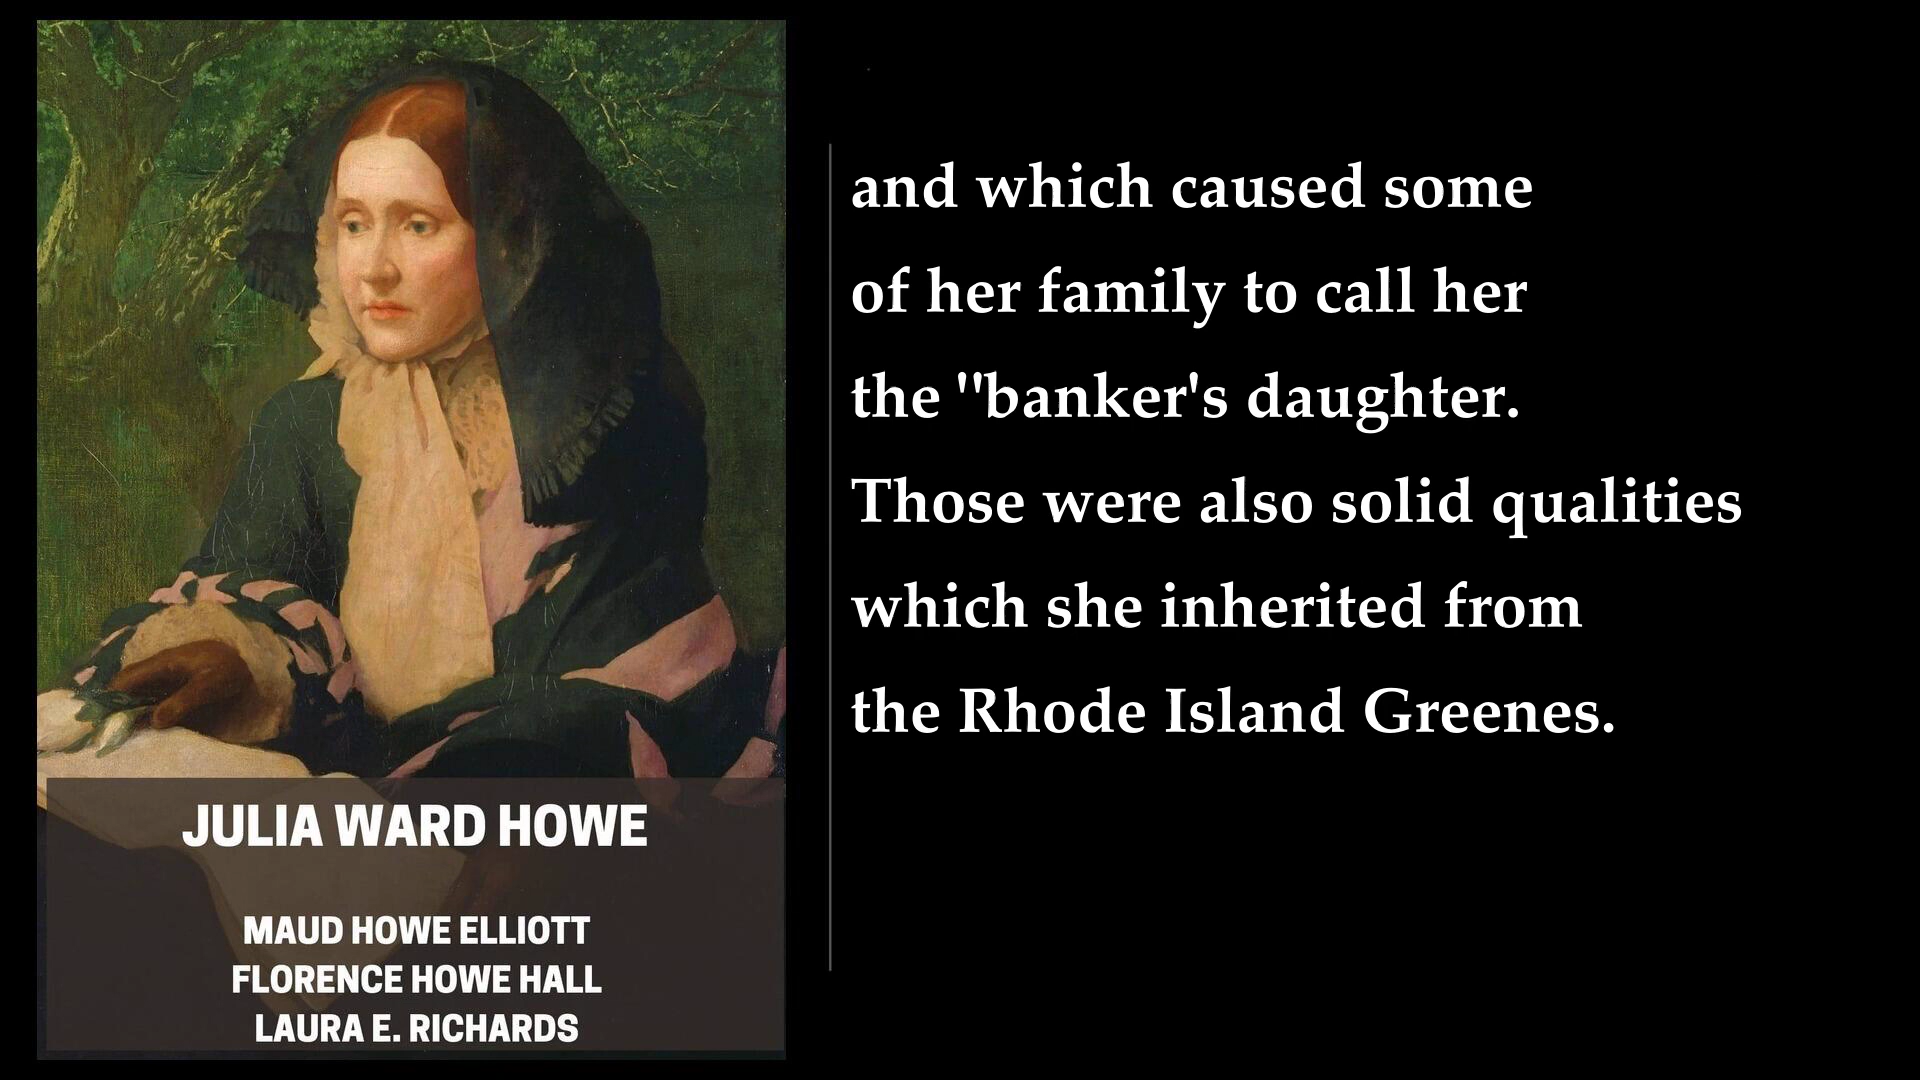 JULIA WARD HOWE
MAUD HOWE ELLIOTT
FLORENCE HOWE HALL
LAURA E. RICHARDS
and which caused some
of her family to call her
the "banker's daughter.
Those were also solid qualities
which she inherited from
the Rhode Island Greenes.